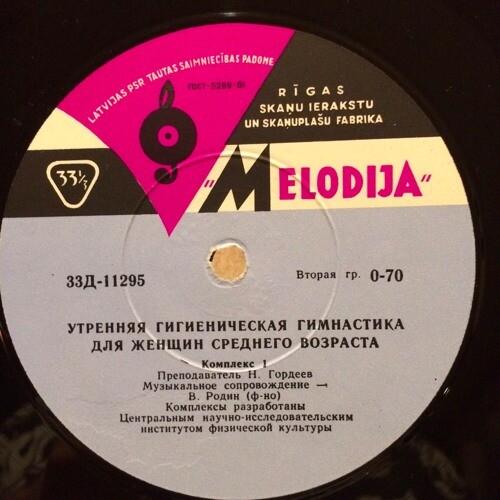 LATVIJAS PSR TAUTAS SAIMNIECĪBAS PADOME
ГОСТ-5289-61
RĪGAS
SKAŅU IERAKSTU
UN SKAŅUPLAŠU FABRIKA
33⅓
"MELODIJA"
33Д-11295
Вторая гр. 0-70
УТРЕННЯЯ ГИГИЕНИЧЕСКАЯ ГИМНАСТИКА
ДЛЯ ЖЕНЩИН СРЕДНЕГО ВОЗРАСТА
Комплекс 1
Преподаватель Н. Гордеев
Музыкальное сопровождение —
В. Родин (ф-но)
Комплексы разработаны
Центральным научно-исследовательским
институтом физической культуры